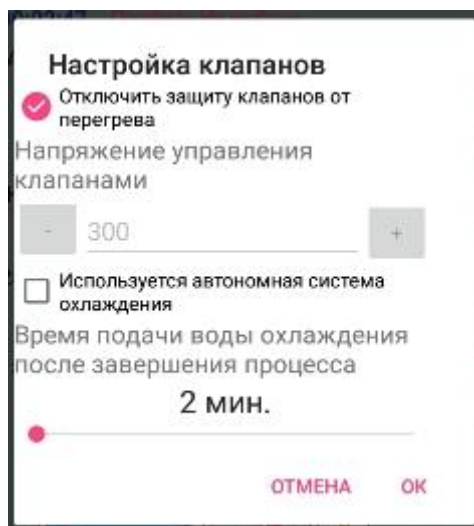 Настройка клапанов
Отключить защиту клапанов от
перегрева
Напряжение управления
клапанами
- 300 +
Используется автономная система
охлаждения
Время подачи воды охлаждения
после завершения процесса
2 мин.
ОТМЕНА ОК